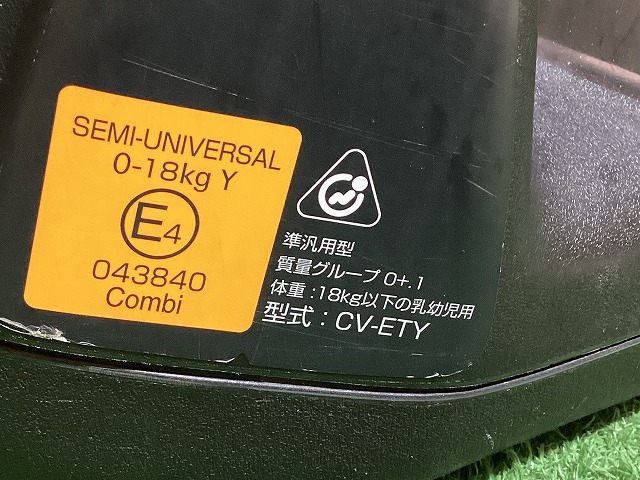 SEMI-UNIVERSAL
0-18kg Y
E4
043840
Combi
準汎用型
質量グループ 0+.1
体重:18kg以下の乳幼児用
型式:CV-ETY